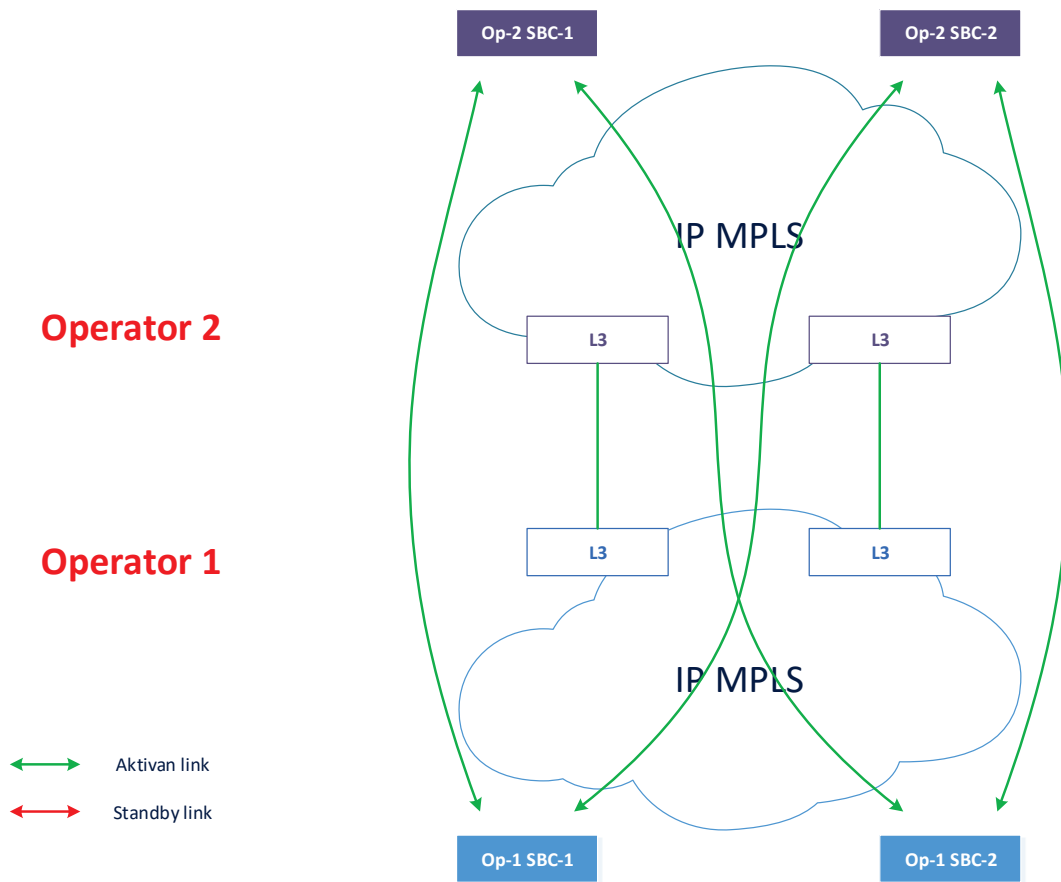 Op-2 SBC-1
Op-2 SBC-2
IP MPLS
Operator 2
L3
L3
Operator 1
L3
L3
IP MPLS
Aktivan link
Standby link
Op-1 SBC-1
Op-1 SBC-2